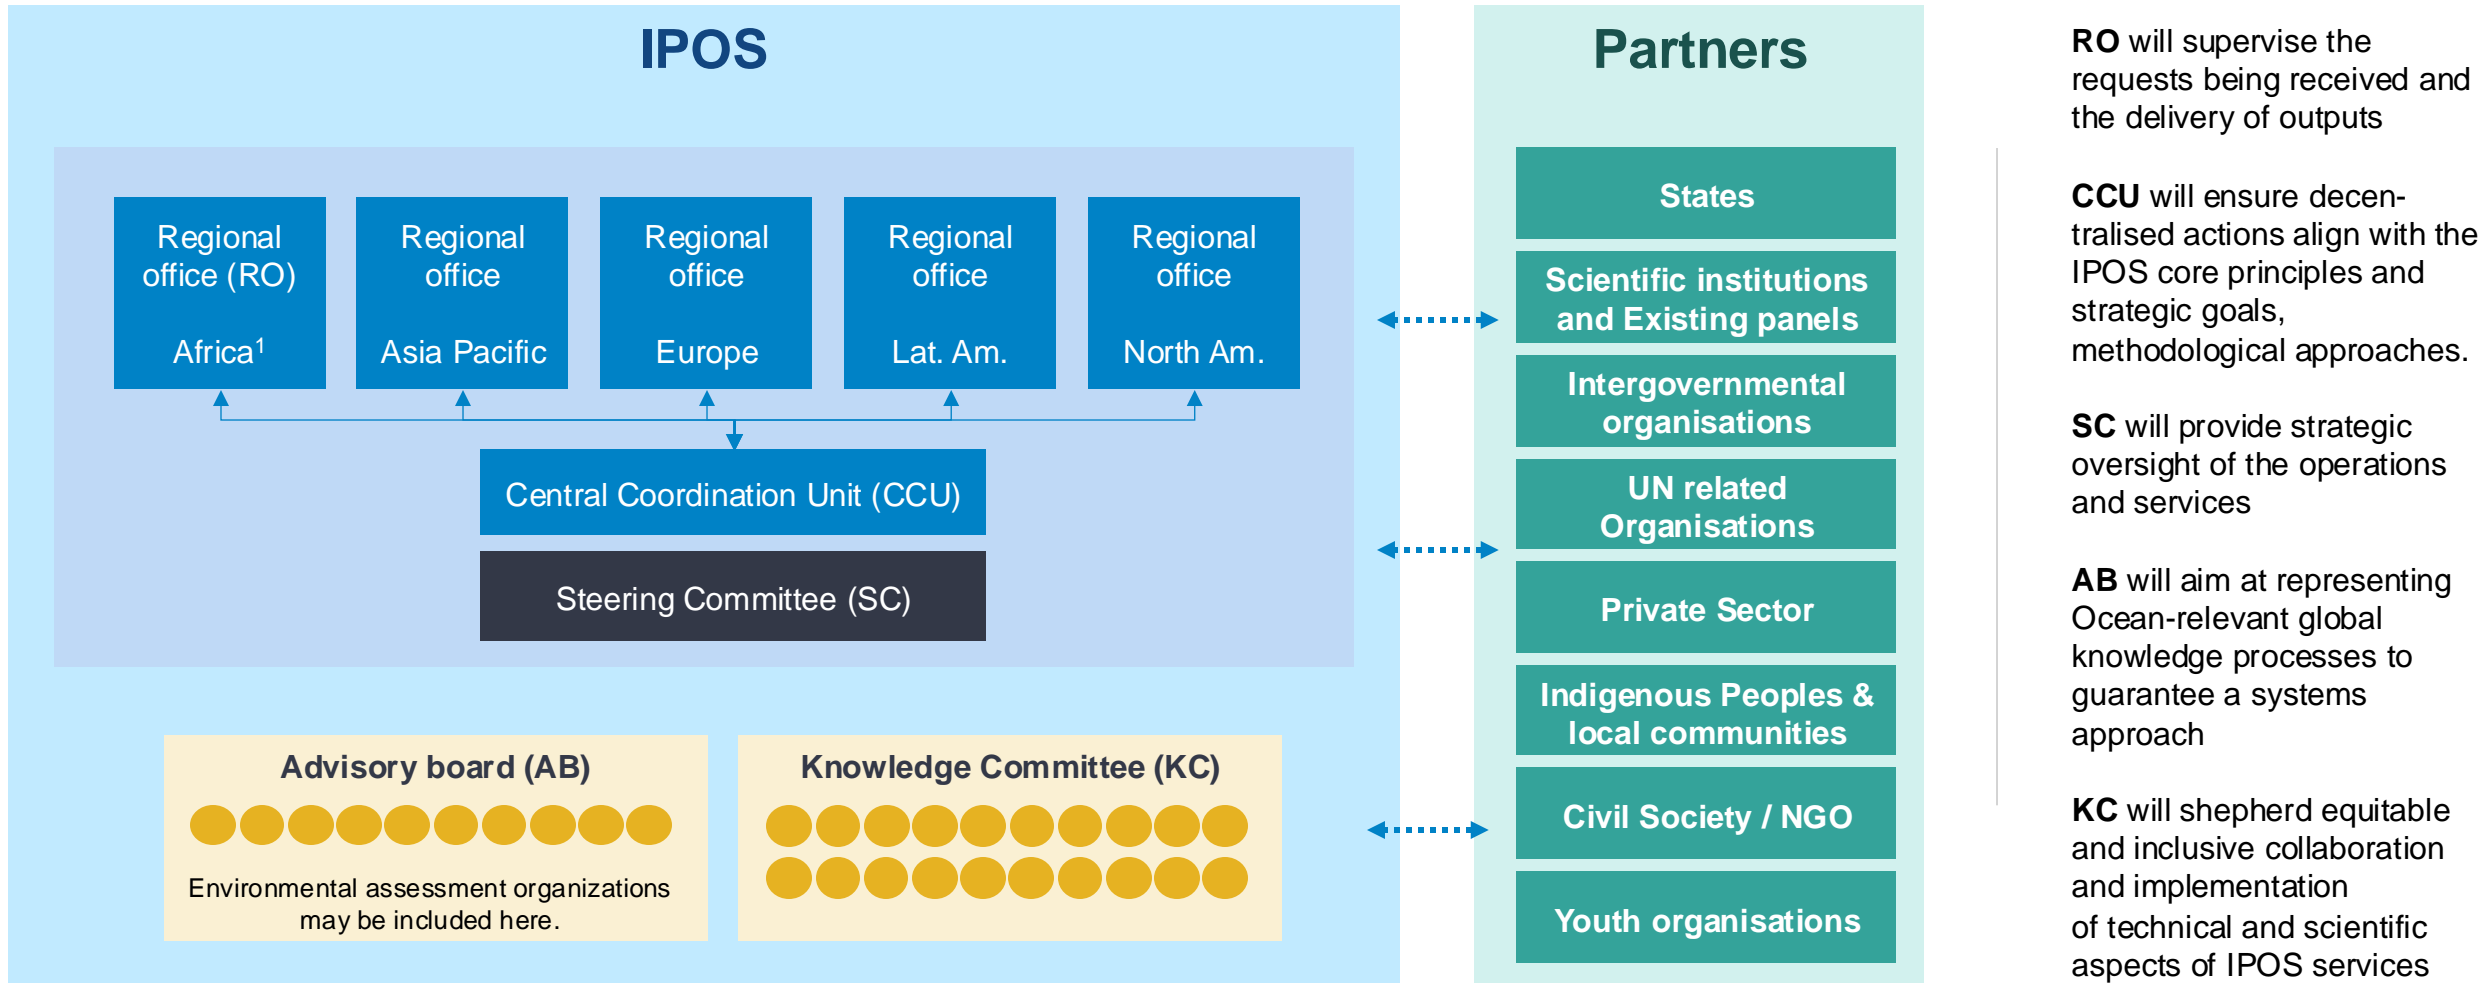 IPOS
Regional
office (RO)
Africa¹
Regional
office
Asia Pacific
Regional
office
Europe
Regional
office
Lat. Am.
Regional
office
North Am.
Central Coordination Unit (CCU)
Steering Committee (SC)
Advisory board (AB)
Environmental assessment organizations
may be included here.
Knowledge Committee (KC)
Partners
States
Scientific institutions
and Existing panels
Intergovernmental
organisations
UN related
Organisations
Private Sector
Indigenous Peoples &
local communities
Civil Society / NGO
Youth organisations
RO will supervise the
requests being received and
the delivery of outputs
CCU will ensure decen-
tralised actions align with the
IPOS core principles and
strategic goals,
methodological approaches.
SC will provide strategic
oversight of the operations
and services
AB will aim at representing
Ocean-relevant global
knowledge processes to
guarantee a systems
approach
KC will shepherd equitable
and inclusive collaboration
and implementation
of technical and scientific
aspects of IPOS services